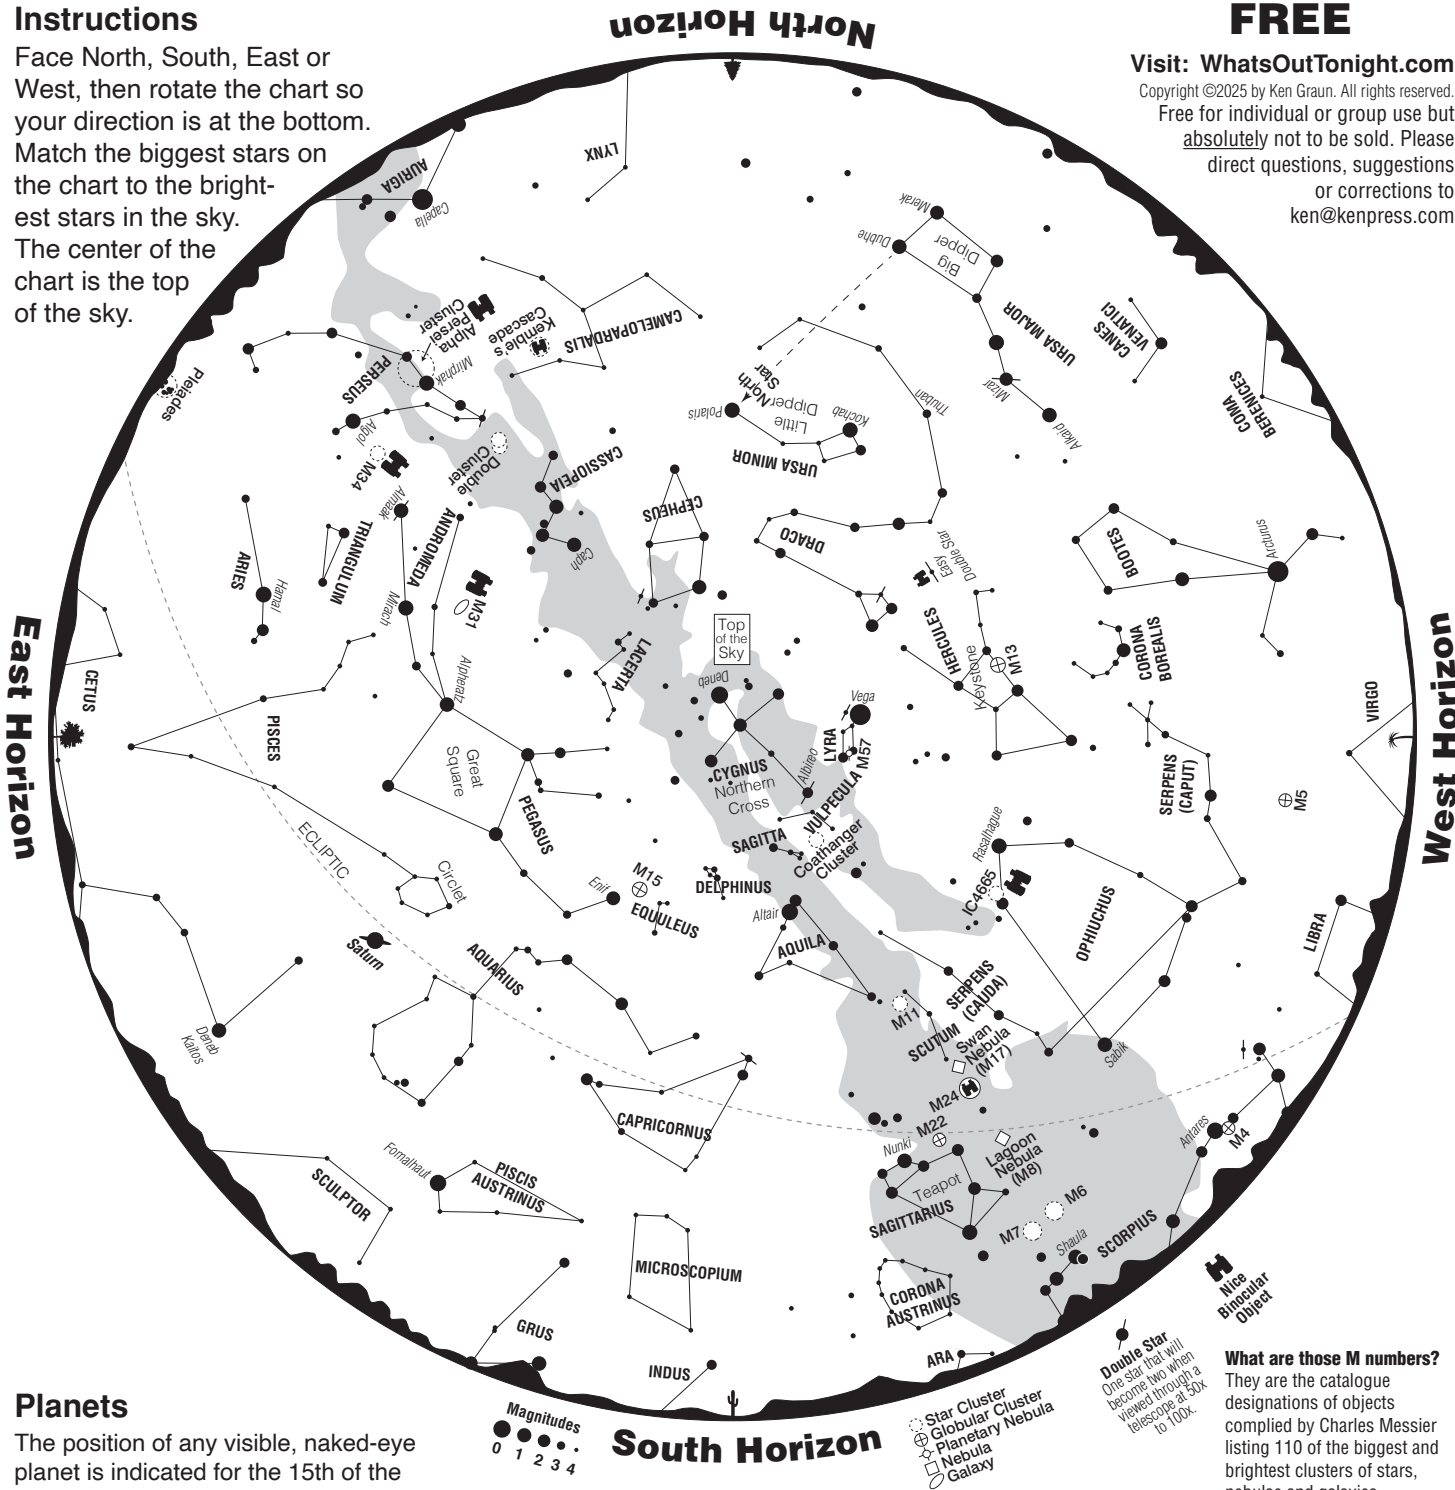 Instructions
Face North, South, East or
West, then rotate the chart so
your direction is at the bottom.
Match the biggest stars on
the chart to the bright-
est stars in the sky.
The center of the
chart is the top
of the sky.
North Horizon
FREE
Visit: WhatsOutTonight.com
Copyright ©2025 by Ken Graun. All rights reserved.
Free for individual or group use but
absolutely not to be sold. Please
direct questions, suggestions
or corrections to
ken@kenpress.com
AURIGA
Capella
LYNX
Merak
Dubhe
Big
Dipper
URSA MAJOR
CANES
VENATICI
COMA
BERENICES
Mizar
Alkaid
Alpha
Persei
Cluster
Kemble's
Cascade
CAMELOPARDALIS
PERSEUS
Mirphak
Pleiades
Algol
M34
Double
Cluster
North
Star
Polaris
Little
Dipper
Kochab
URSA MINOR
Thuban
CASSIOPEIA
Caph
CEPHEUS
DRACO
Easy
Double Star
BOTES
Arcturus
Almaak
ANDROMEDA
TRIANGULUM
ARIES
Hamal
Mirach
M31
Top
of the
Sky
HERCULES
Keystone
M13
CORONA
BOREALIS
East Horizon
West Horizon
CETUS
LACERTA
Alpheratz
Deneb
Vega
VIRGO
PISCES
Great
Square
PEGASUS
CYGNUS
Northern
Cross
Albireo
LYRA
M57
VULPECULA
SERPENS
(CAPUT)
M5
ECLIPTIC
Circlet
SAGITTA
Coathanger
Cluster
Rasalhague
IC4665
Enif
M15
EQUULEUS
DELPHINUS
Altair
AQUILA
OPHIUCHUS
LIBRA
Saturn
AQUARIUS
SERPENS
(CAUDA)
M11
SCUTUM
Swan
Nebula
(M17)
Sabik
Deneb
Kaitos
M24
M22
CAPRICORNUS
Nunki
Lagoon
Nebula
(M8)
Antares
M4
Fomalhaut
PISCIS
AUSTRINUS
SCULPTOR
Teapot
SAGITTARIUS
M6
M7
Shaula
SCORPIUS
MICROSCOPIUM
CORONA
AUSTRINUS
GRUS
INDUS
ARA
Nice
Binocular
Object
Double Star
One star that will
become two when
viewed through a
telescope at 50x
to 100x.
What are those M numbers?
They are the catalogue
designations of objects
complied by Charles Messier
listing 110 of the biggest and
brightest clusters of stars,
nebulae and galaxies
Planets
The position of any visible, naked-eye
planet is indicated for the 15th of the
Magnitudes
0 1 2 3 4
South Horizon
Star Cluster
Globular Cluster
Planetary Nebula
Nebula
Galaxy